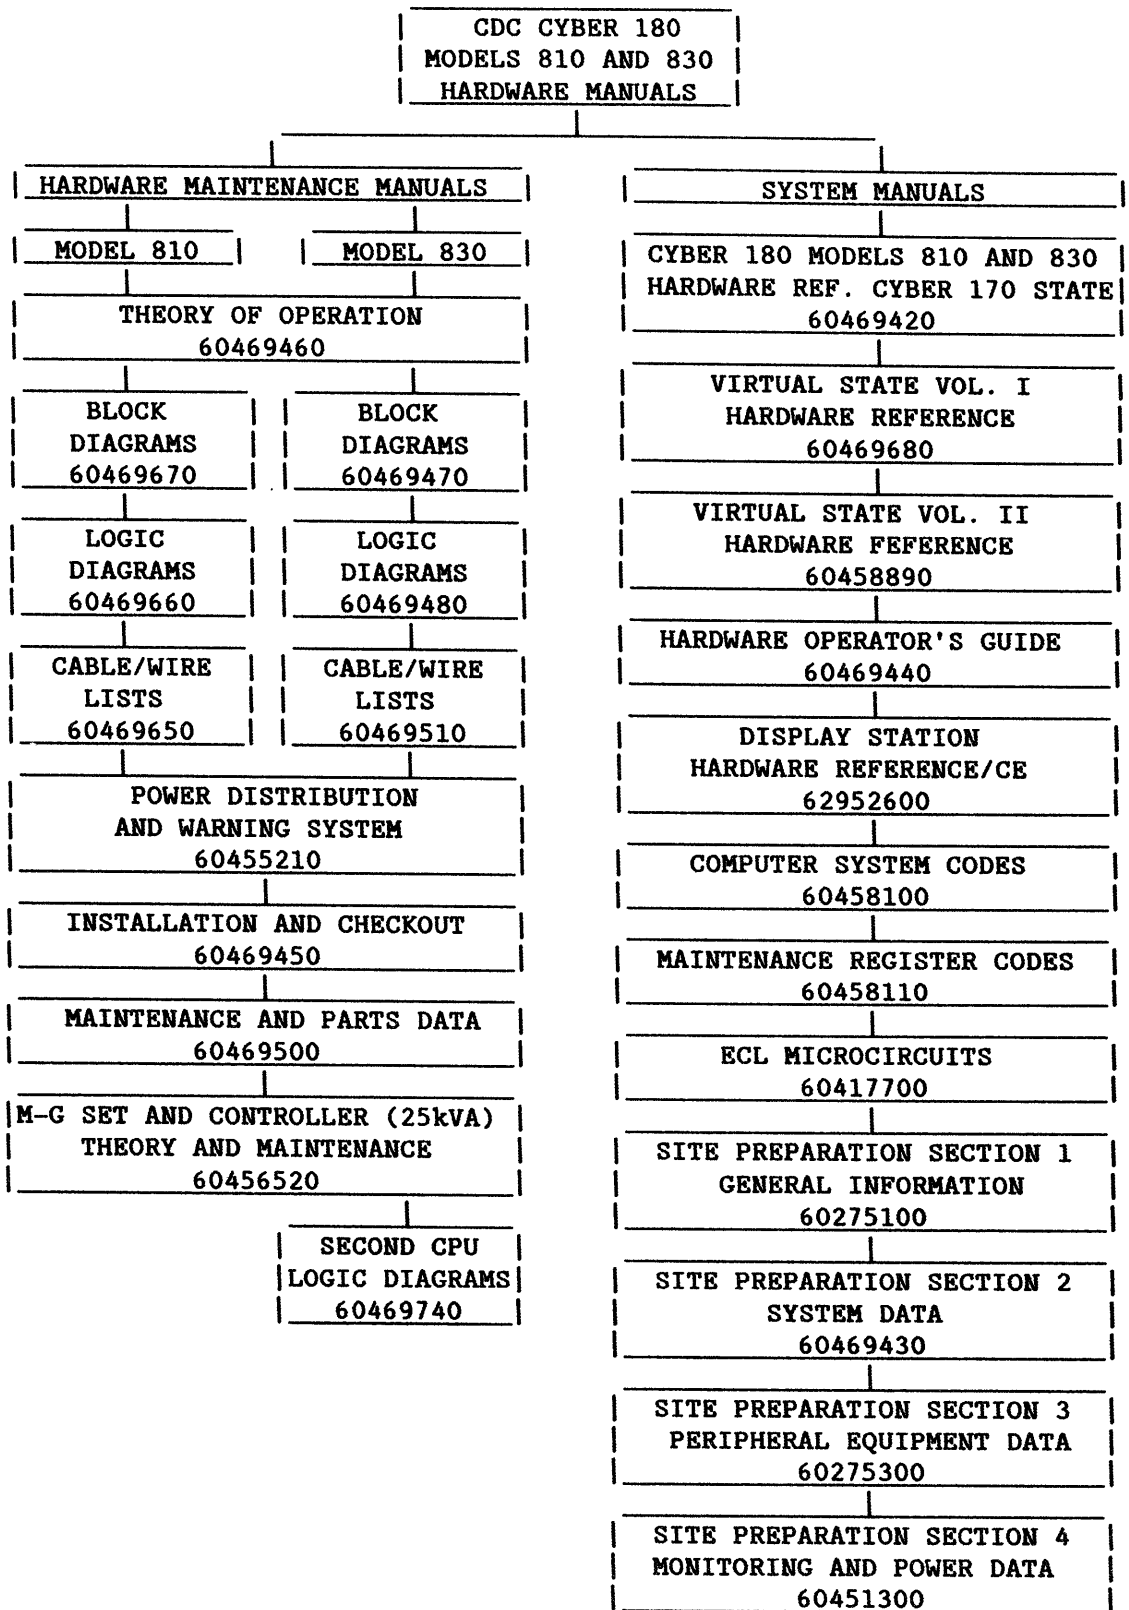 CDC CYBER 180
MODELS 810 AND 830
HARDWARE MANUALS
HARDWARE MAINTENANCE MANUALS
MODEL 810
MODEL 830
THEORY OF OPERATION
60469460
BLOCK
DIAGRAMS
60469670
BLOCK
DIAGRAMS
60469470
LOGIC
DIAGRAMS
60469660
LOGIC
DIAGRAMS
60469480
CABLE/WIRE
LISTS
60469650
CABLE/WIRE
LISTS
60469510
POWER DISTRIBUTION
AND WARNING SYSTEM
60455210
INSTALLATION AND CHECKOUT
60469450
MAINTENANCE AND PARTS DATA
60469500
M-G SET AND CONTROLLER (25kVA)
THEORY AND MAINTENANCE
60456520
SECOND CPU
LOGIC DIAGRAMS
60469740
SYSTEM MANUALS
CYBER 180 MODELS 810 AND 830
HARDWARE REF. CYBER 170 STATE
60469420
VIRTUAL STATE VOL. I
HARDWARE REFERENCE
60469680
VIRTUAL STATE VOL. II
HARDWARE FEFERENCE
60458890
HARDWARE OPERATOR'S GUIDE
60469440
DISPLAY STATION
HARDWARE REFERENCE/CE
62952600
COMPUTER SYSTEM CODES
60458100
MAINTENANCE REGISTER CODES
60458110
ECL MICROCIRCUITS
60417700
SITE PREPARATION SECTION 1
GENERAL INFORMATION
60275100
SITE PREPARATION SECTION 2
SYSTEM DATA
60469430
SITE PREPARATION SECTION 3
PERIPHERAL EQUIPMENT DATA
60275300
SITE PREPARATION SECTION 4
MONITORING AND POWER DATA
60451300